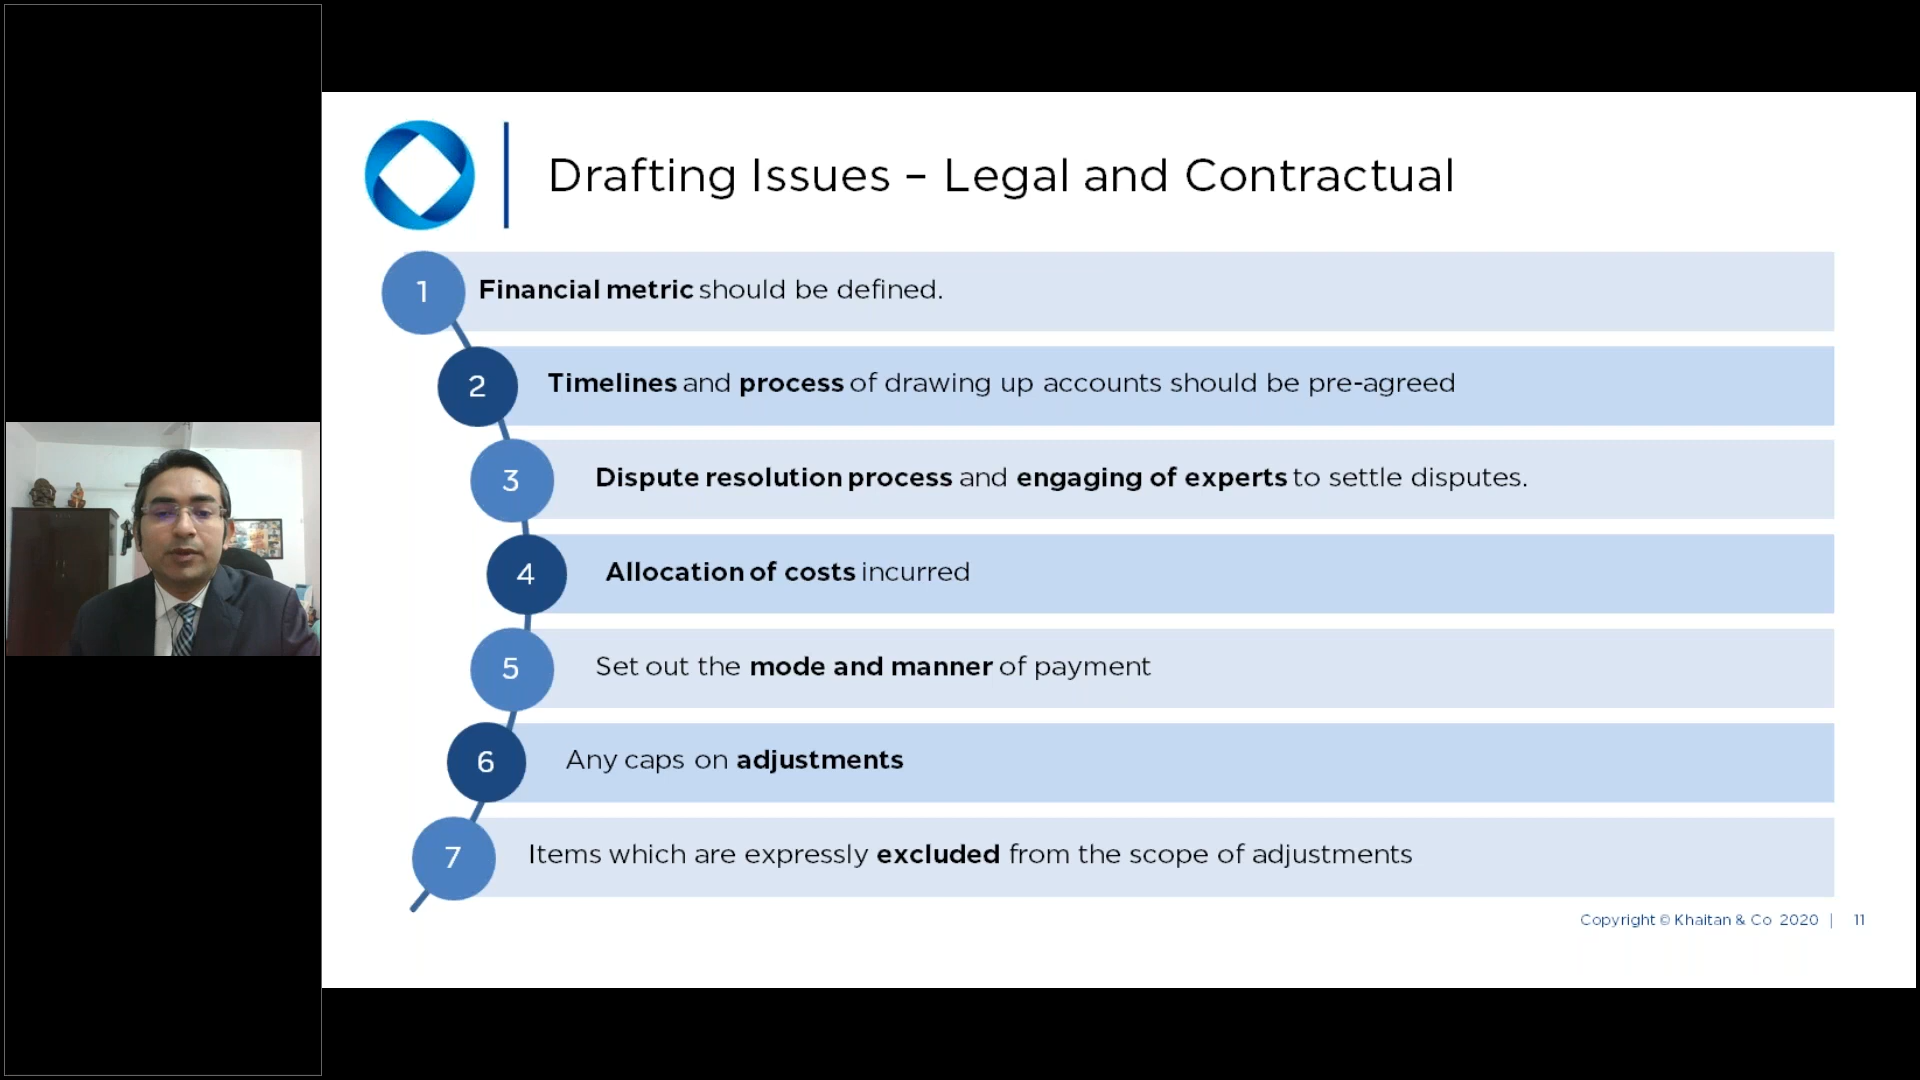 Drafting Issues – Legal and Contractual
1
Financial metric should be defined.
2
Timelines and process of drawing up accounts should be pre-agreed
3
Dispute resolution process and engaging of experts to settle disputes.
4
Allocation of costs incurred
5
Set out the mode and manner of payment
6
Any caps on adjustments
7
Items which are expressly excluded from the scope of adjustments
Copyright © Khaitan & Co 2020 | 11